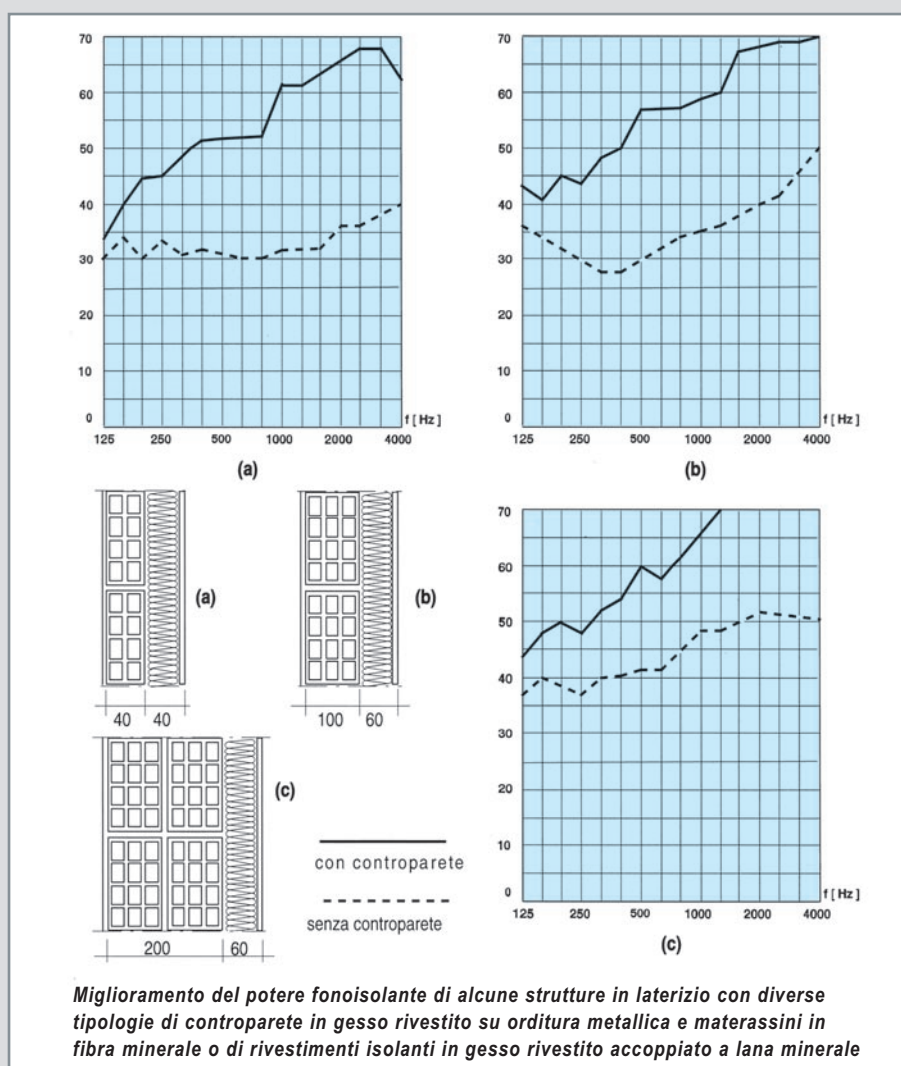 70
60
50
40
30
20
10
0
125 250 500 1000 2000 4000
f [ Hz ]
(a)
70
60
50
40
30
20
10
0
125 250 500 1000 2000 4000
f [ Hz ]
(b)
(a)
40 40
(b)
100 60
(c)
200 60
con controparete
senza controparete
70
60
50
40
30
20
10
0
125 250 500 1000 2000 4000
f [ Hz ]
(c)
Miglioramento del potere fonoisolante di alcune strutture in laterizio con diverse
tipologie di controparete in gesso rivestito su orditura metallica e materassini in
fibra minerale o di rivestimenti isolanti in gesso rivestito accoppiato a lana minerale